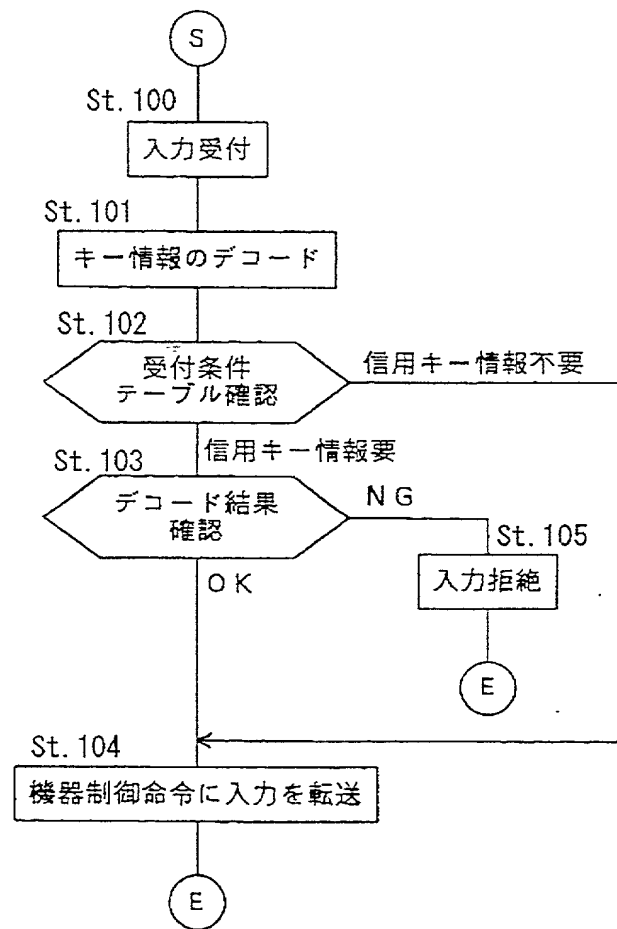 S
St.100
入力受付
St.101
キー情報のデコード
St.102
受付条件
テーブル確認
信用キー情報不要
信用キー情報要
St.103
デコード結果
確認
NG
St.105
入力拒絶
OK
E
St.104
機器制御命令に入力を転送
E